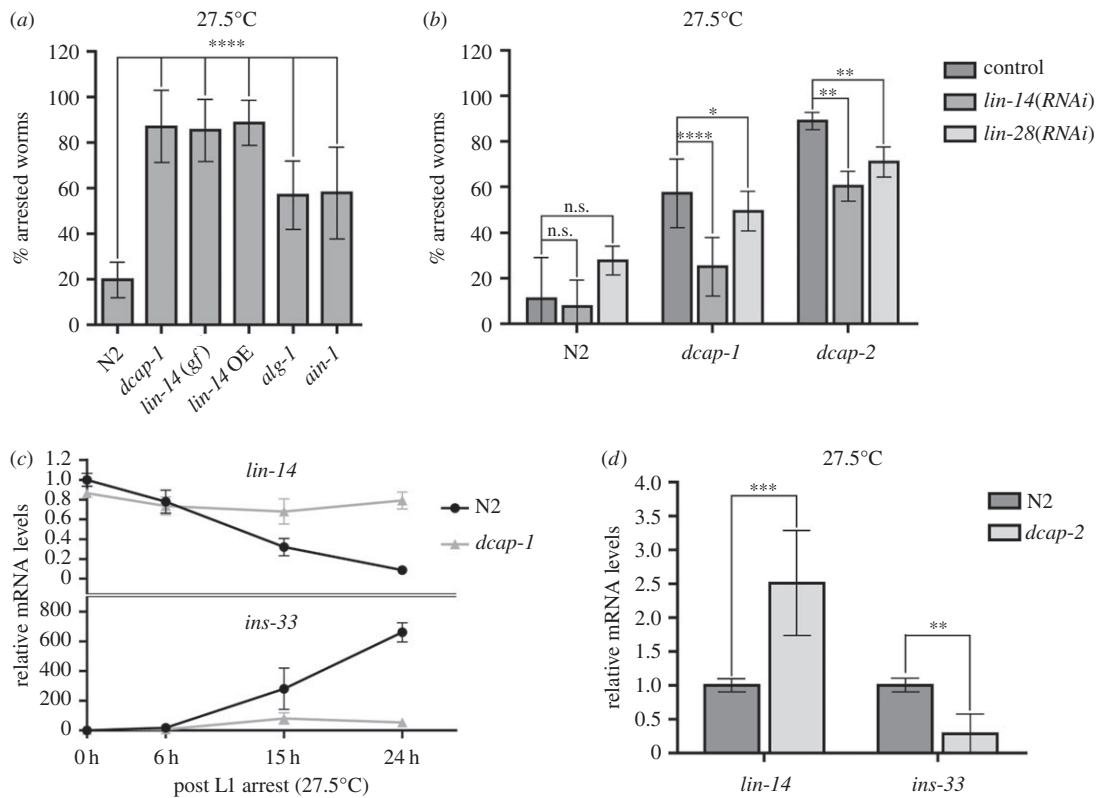 (a)
27.5°C
****
120
100
80
60
40
20
0
% arrested worms
N2
dcap-1
lin-14 (gf)
lin-14 OE
alg-1
ain-1
(b)
27.5°C
120
100
80
60
40
20
0
% arrested worms
n.s.
n.s.
*
****
**
**
N2
dcap-1
dcap-2
control
lin-14(RNAi)
lin-28(RNAi)
(c)
1.2
1.0
0.8
0.6
0.4
0.2
0
lin-14
N2
dcap-1
relative mRNA levels
800
600
400
200
0
ins-33
0 h
6 h
15 h
24 h
post L1 arrest (27.5°C)
(d)
27.5°C
4.0
3.5
3.0
2.5
2.0
1.5
1.0
0.5
0
relative mRNA levels
***
**
lin-14
ins-33
N2
dcap-2